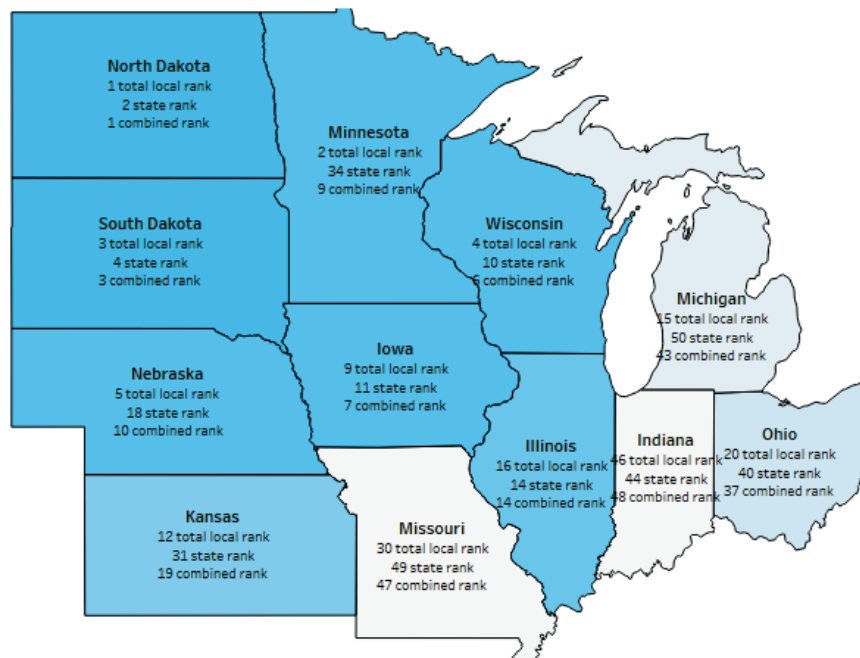 North Dakota
1 total local rank
2 state rank
1 combined rank
Minnesota
2 total local rank
34 state rank
9 combined rank
South Dakota
3 total local rank
4 state rank
3 combined rank
Wisconsin
4 total local rank
10 state rank
6 combined rank
Michigan
15 total local rank
50 state rank
43 combined rank
Nebraska
5 total local rank
18 state rank
10 combined rank
Iowa
9 total local rank
11 state rank
7 combined rank
Illinois
16 total local rank
14 state rank
14 combined rank
Indiana
46 total local rank
44 state rank
48 combined rank
Ohio
20 total local rank
40 state rank
37 combined rank
Kansas
12 total local rank
31 state rank
19 combined rank
Missouri
30 total local rank
49 state rank
47 combined rank